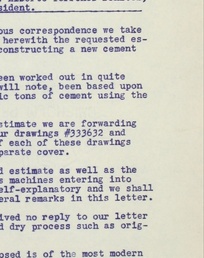 sident.
ous correspondence we take
herewith the requested es-
constructing a new cement
een worked out in quite
will note, been based upon
ic tons of cement using the
stimate we are forwarding
ur drawings #333632 and
f each of these drawings
parate cover.
d estimate as well as the
s machines entering into
elf-explanatory and we shall
eral remarks in this letter.
ived no reply to our letter
d dry process such as orig-
osed is of the most modern